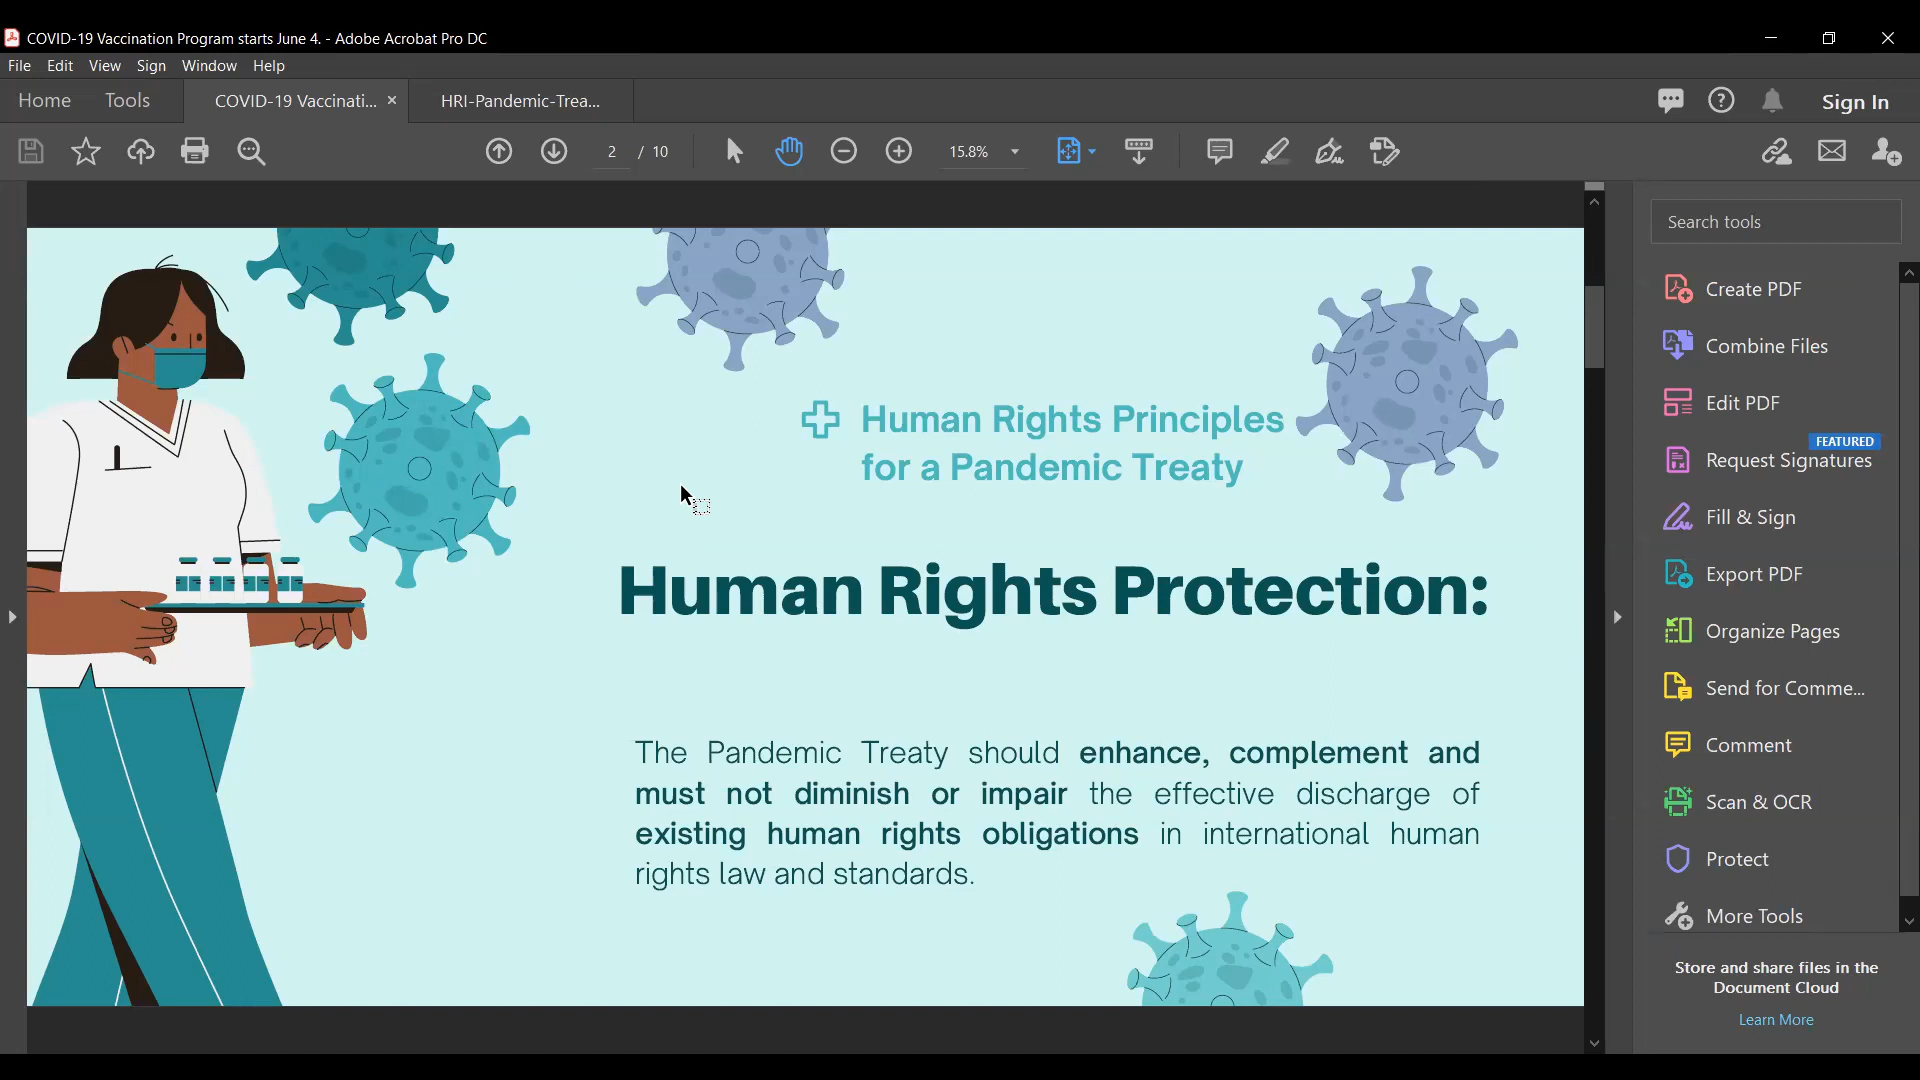 COVID-19 Vaccination Program starts June 4. - Adobe Acrobat Pro DC
File Edit View Sign Window Help
Home Tools COVID-19 Vaccinati... × HRI-Pandemic-Trea... Sign In
2 / 10 15.8%
Search tools
Create PDF
Combine Files
Edit PDF
FEATURED
Request Signatures
Fill & Sign
Export PDF
Organize Pages
Send for Comme...
Comment
Scan & OCR
Protect
More Tools
Store and share files in the
Document Cloud
Learn More
Human Rights Principles
for a Pandemic Treaty
Human Rights Protection:
The Pandemic Treaty should enhance, complement and
must not diminish or impair the effective discharge of
existing human rights obligations in international human
rights law and standards.